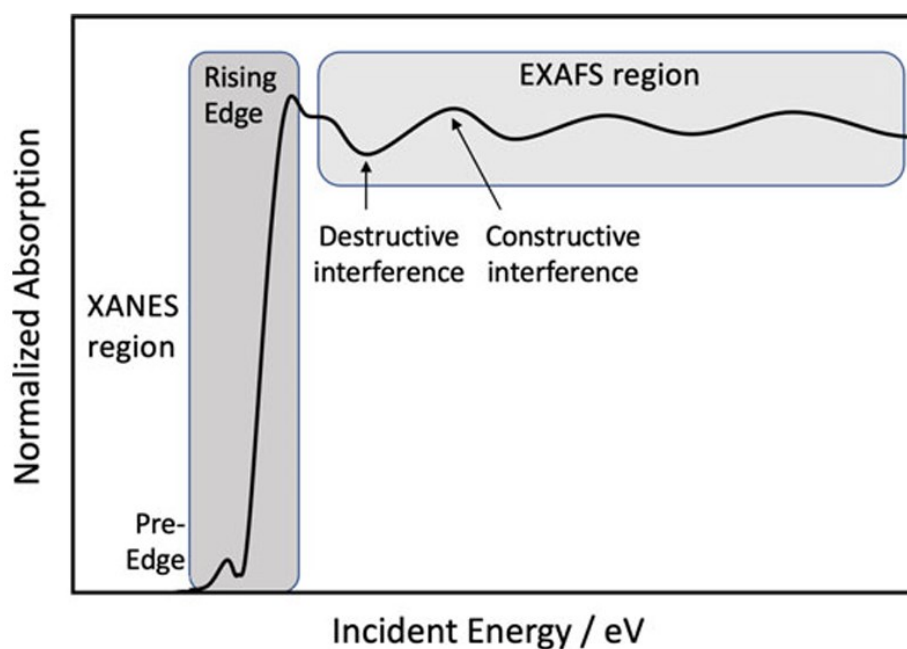 Rising
Edge
EXAFS region
Destructive
interference
Constructive
interference
XANES
region
Pre-
Edge
Normalized Absorption
Incident Energy / eV